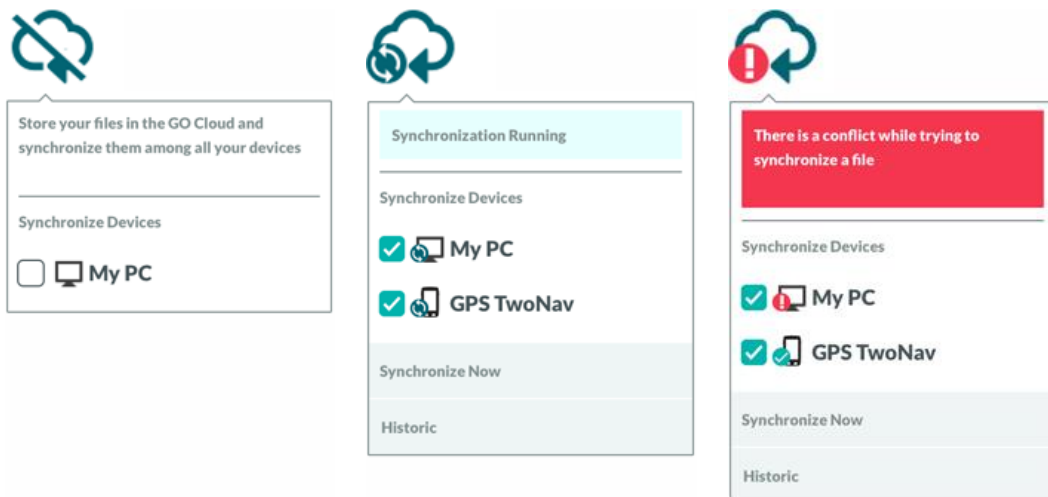 Store your files in the GO Cloud and
synchronize them among all your devices
Synchronize Devices
My PC
Synchronization Running
Synchronize Devices
My PC
GPS TwoNav
Synchronize Now
Historic
There is a conflict while trying to
synchronize a file
Synchronize Devices
My PC
GPS TwoNav
Synchronize Now
Historic